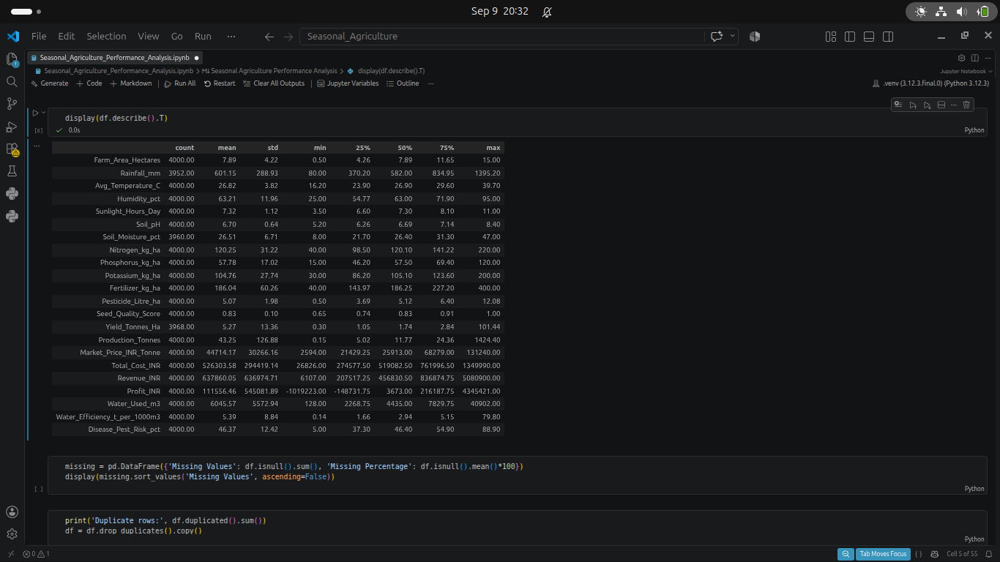 Sep 9 20:32
File Edit Selection View Go Run ··· Seasonal_Agriculture
Seasonal_Agriculture_Performance_Analysis.ipynb
Seasonal_Agriculture_Performance_Analysis.ipynb > M↓ Seasonal Agriculture Performance Analysis > display(df.describe().T)
Jupyter Notebook
Generate + Code + Markdown Run All Restart Clear All Outputs Jupyter Variables Outline ···
.venv (3.12.3.final.0) (Python 3.12.3)
display(df.describe().T)
[6] 0.0s Python
count mean std min 25% 50% 75% max
Farm_Area_Hectares 4000.00 7.89 4.22 0.50 4.26 7.89 11.65 15.00
Rainfall_mm 3952.00 601.15 288.93 80.00 370.20 582.00 834.95 1395.20
Avg_Temperature_C 4000.00 26.82 3.82 16.20 23.90 26.90 29.60 39.70
Humidity_pct 4000.00 63.21 11.96 25.00 54.77 63.00 71.90 95.00
Sunlight_Hours_Day 4000.00 7.32 1.12 3.50 6.60 7.30 8.10 11.00
Soil_pH 4000.00 6.70 0.64 5.20 6.26 6.69 7.14 8.40
Soil_Moisture_pct 3960.00 26.51 6.71 8.00 21.70 26.40 31.30 47.00
Nitrogen_kg_ha 4000.00 120.25 31.22 40.00 98.50 120.10 141.22 220.00
Phosphorus_kg_ha 4000.00 57.78 17.02 15.00 46.20 57.50 69.40 120.00
Potassium_kg_ha 4000.00 104.76 27.74 30.00 86.20 105.10 123.60 200.00
Fertilizer_kg_ha 4000.00 186.04 60.26 40.00 143.97 186.25 227.20 400.00
Pesticide_Litre_ha 4000.00 5.07 1.98 0.50 3.69 5.12 6.40 12.08
Seed_Quality_Score 4000.00 0.83 0.10 0.65 0.74 0.83 0.91 1.00
Yield_Tonnes_Ha 3968.00 5.27 13.36 0.30 1.05 1.74 2.84 101.44
Production_Tonnes 4000.00 43.25 126.88 0.15 5.02 11.77 24.36 1424.40
Market_Price_INR_Tonne 4000.00 44714.17 30266.16 2594.00 21429.25 25913.00 68279.00 131240.00
Total_Cost_INR 4000.00 526303.58 294419.14 26826.00 274577.50 519082.50 761996.50 1349990.00
Revenue_INR 4000.00 637860.05 636974.71 6107.00 207517.25 456830.50 836874.75 5080900.00
Profit_INR 4000.00 111556.46 545081.89 -1019223.00 -148731.75 3673.00 216187.75 4345421.00
Water_Used_m3 4000.00 6045.57 5572.94 128.00 2268.75 4435.00 7829.75 40902.00
Water_Efficiency_t_per_1000m3 4000.00 5.39 8.84 0.14 1.66 2.94 5.15 79.80
Disease_Pest_Risk_pct 4000.00 46.37 12.42 5.00 37.30 46.40 54.90 88.90
missing = pd.DataFrame({'Missing Values': df.isnull().sum(), 'Missing Percentage': df.isnull().mean()*100})
display(missing.sort_values('Missing Values', ascending=False))
[ ] Python
print('Duplicate rows:', df.duplicated().sum())
df = df.drop_duplicates().copy()
Python
0 1 Tab Moves Focus Cell 5 of 55